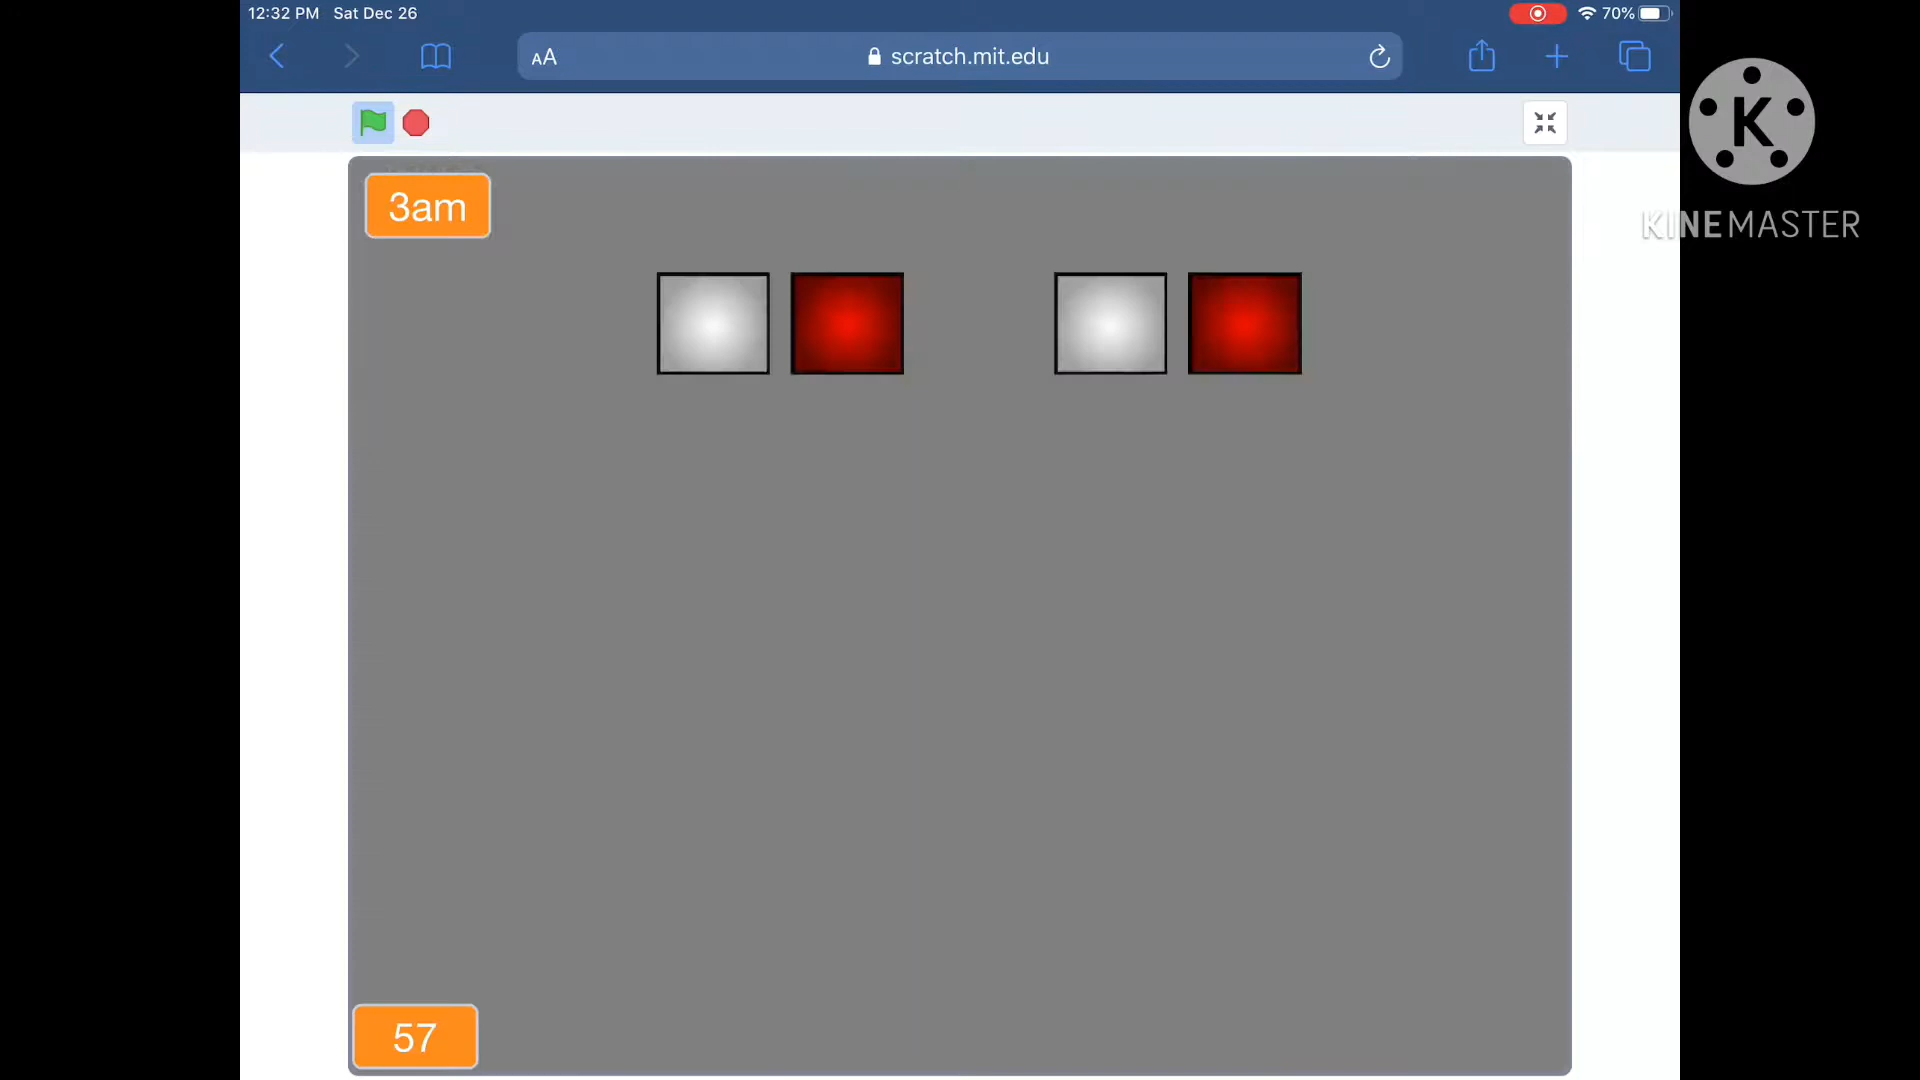 12:32 PM Sat Dec 26
70%
AA
scratch.mit.edu
K
KINEMASTER
3am
57